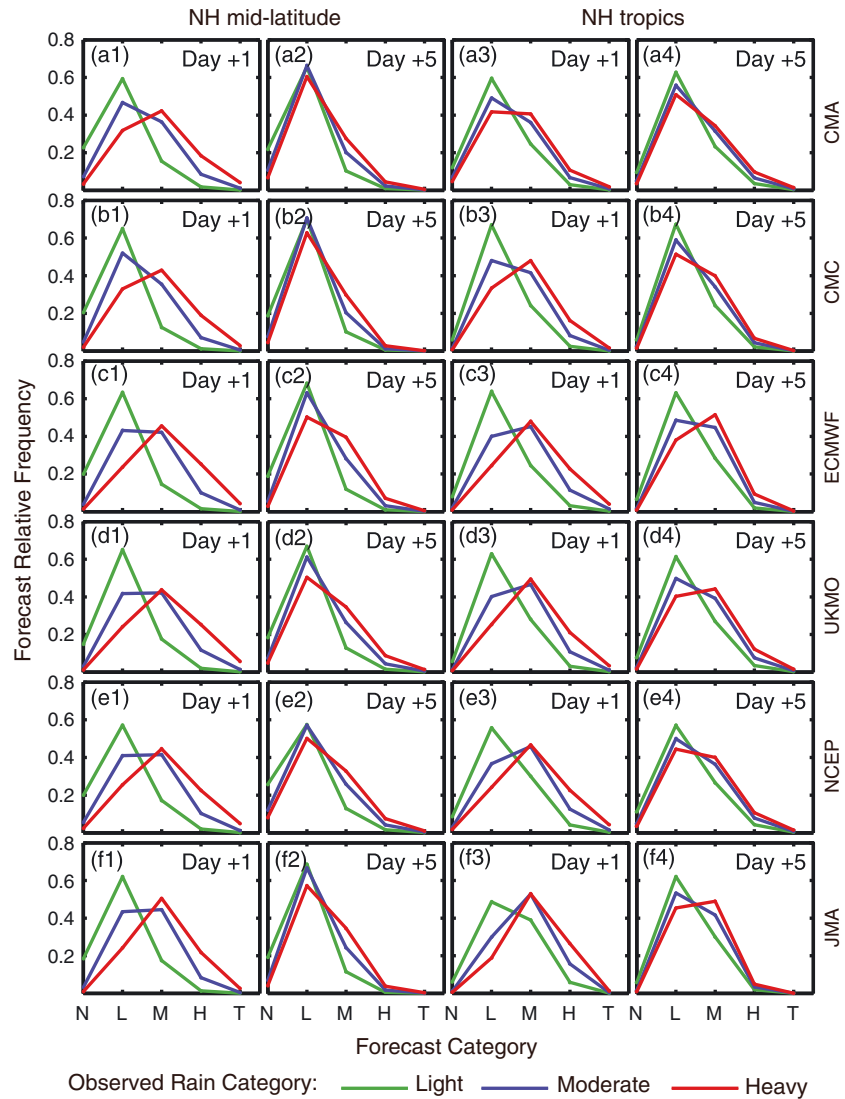 NH mid-latitude NH tropics
0.8 (a1) Day +1 (a2) Day +5 (a3) Day +1 (a4) Day +5
0.6
0.4
0.2
CMA
0.8 (b1) Day +1 (b2) Day +5 (b3) Day +1 (b4) Day +5
0.6
0.4
0.2
CMC
0.8 (c1) Day +1 (c2) Day +5 (c3) Day +1 (c4) Day +5
0.6
0.4
0.2
ECMWF
0.8 (d1) Day +1 (d2) Day +5 (d3) Day +1 (d4) Day +5
0.6
0.4
0.2
UKMO
0.8 (e1) Day +1 (e2) Day +5 (e3) Day +1 (e4) Day +5
0.6
0.4
0.2
NCEP
0.8 (f1) Day +1 (f2) Day +5 (f3) Day +1 (f4) Day +5
0.6
0.4
0.2
JMA
Forecast Relative Frequency
N L M H T N L M H T N L M H T N L M H T
Forecast Category
Observed Rain Category: Light Moderate Heavy